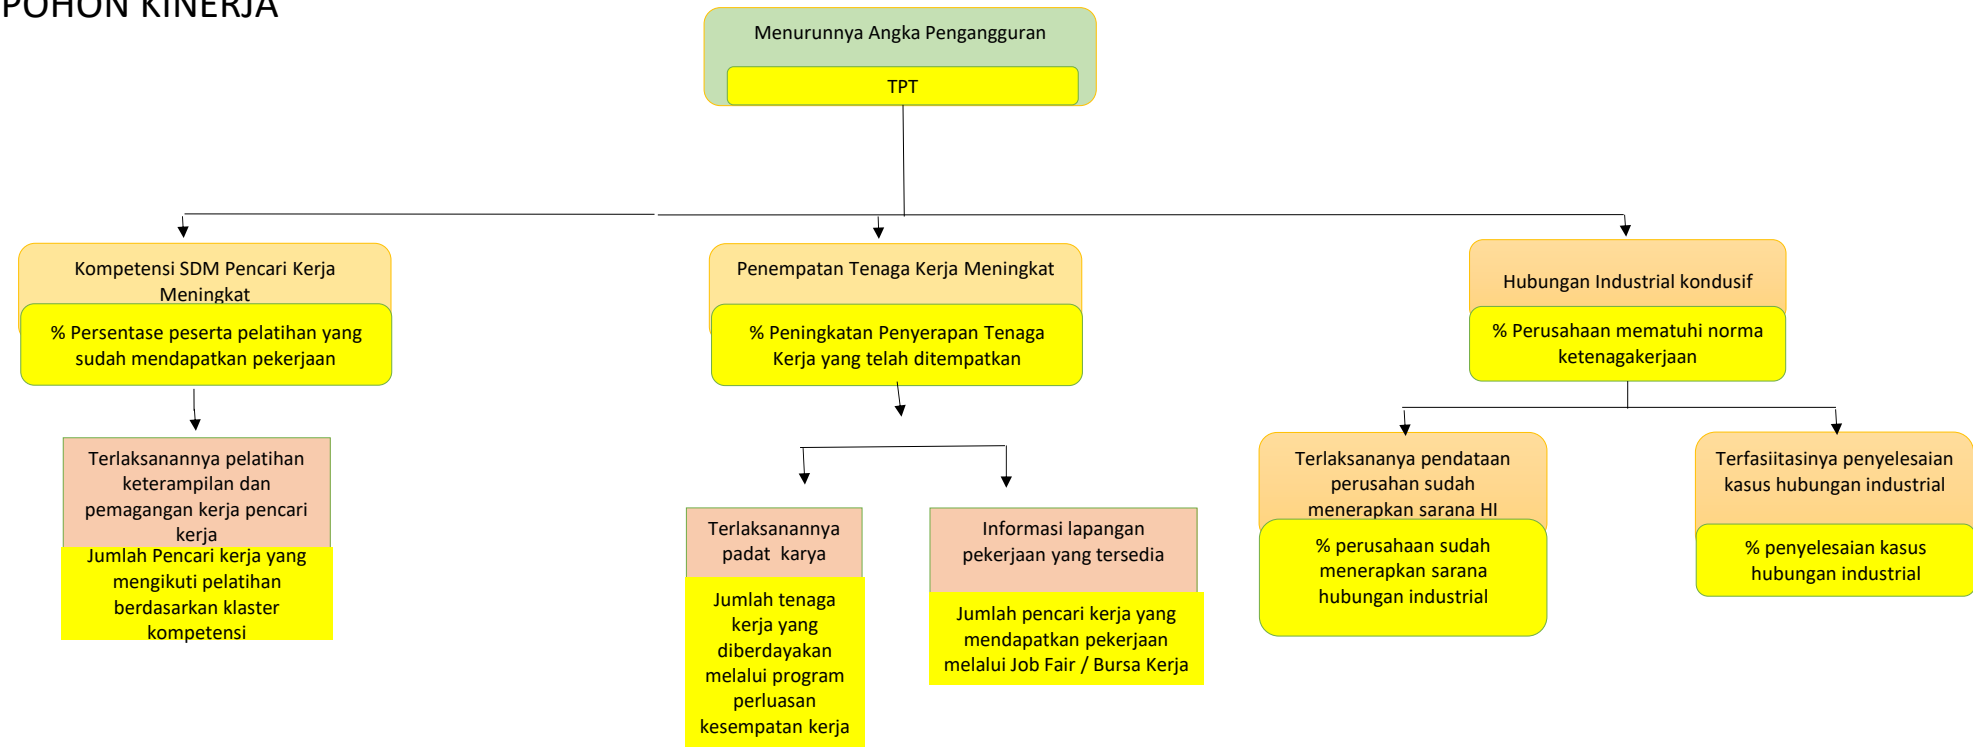 POHON KINERJA
Menurunnya Angka Pengangguran
TPT
Kompetensi SDM Pencari Kerja
Meningkat
% Persentase peserta pelatihan yang
sudah mendapatkan pekerjaan
Penempatan Tenaga Kerja Meningkat
% Peningkatan Penyerapan Tenaga
Kerja yang telah ditempatkan
Hubungan Industrial kondusif
% Perusahaan mematuhi norma
ketenagakerjaan
Terlaksanannya pelatihan
keterampilan dan
pemagangan kerja pencari
kerja
Jumlah Pencari kerja yang
mengikuti pelatihan
berdasarkan klaster
kompetensi
Terlaksanannya
padat karya
Jumlah tenaga
kerja yang
diberdayakan
melalui program
perluasan
kesempatan kerja
Informasi lapangan
pekerjaan yang tersedia
Jumlah pencari kerja yang
mendapatkan pekerjaan
melalui Job Fair / Bursa Kerja
Terlaksananya pendataan
perusahan sudah
menerapkan sarana HI
% perusahaan sudah
menerapkan sarana
hubungan industrial
Terfasiitasinya penyelesaian
kasus hubungan industrial
% penyelesaian kasus
hubungan industrial